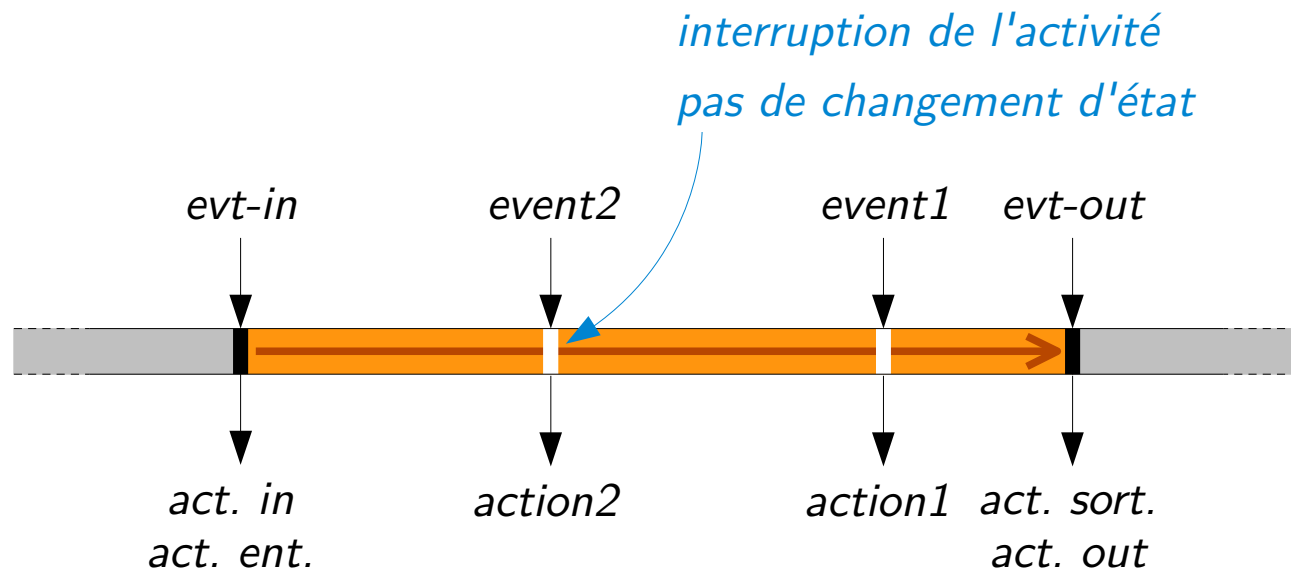 interruption de l'activité
pas de changement d'état
evt-in event2 event1 evt-out
act. in action2 action1 act. sort.
act. ent. act. out